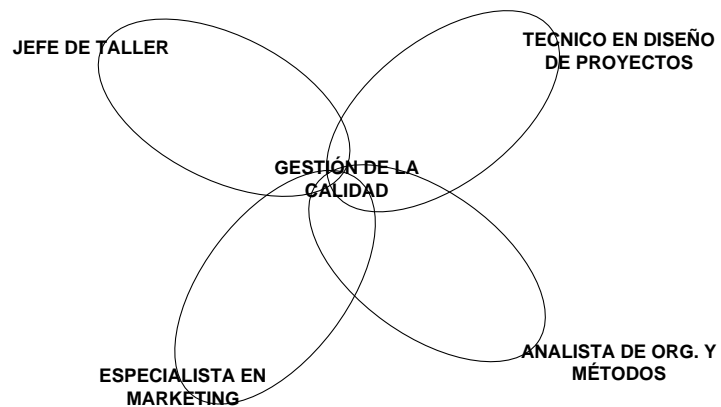 JEFE DE TALLER
TECNICO EN DISEÑO
DE PROYECTOS
GESTIÓN DE LA
CALIDAD
ESPECIALISTA EN
MARKETING
ANALISTA DE ORG. Y
MÉTODOS